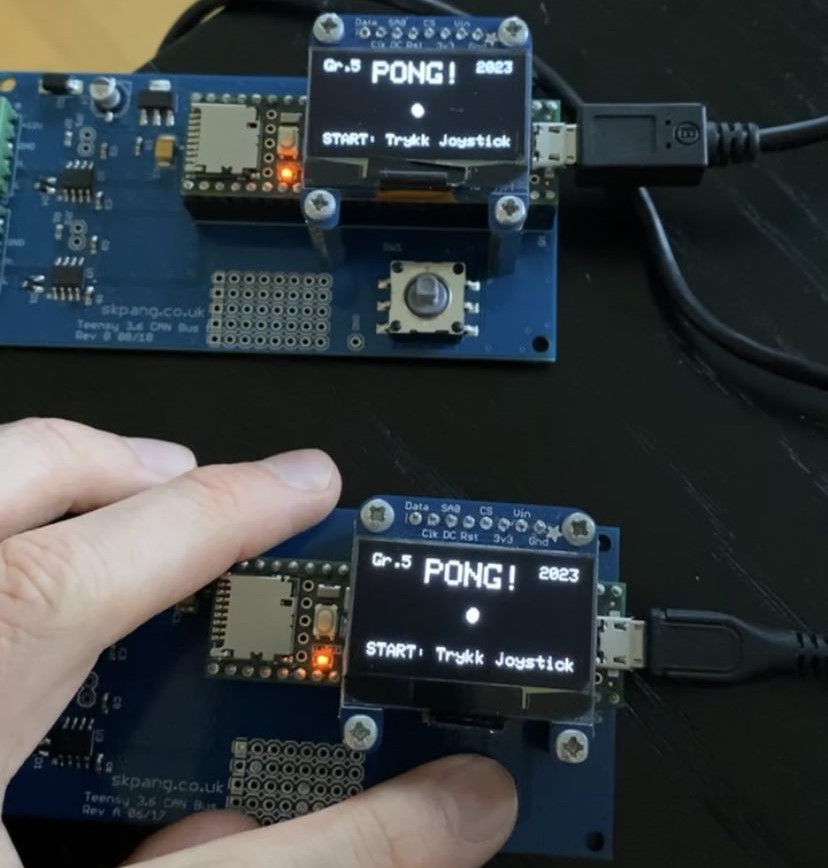 Data SA0 CS Vin
Clk DC Rst 3v3 Gnd
Gr.5 PONG! 2023
START: Trykk Joystick
SW1
skpang.co.uk
Teensy 3.6 CAN Bus
Rev B 08/18
Data SA0 CS Vin
Clk DC Rst 3v3 Gnd
Gr.5 PONG! 2023
START: Trykk Joystick
skpang.co.uk
Teensy 3.6 CAN Bus
Rev A 06/17